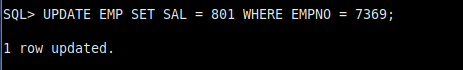 SQL> UPDATE EMP SET SAL = 801 WHERE EMPNO = 7369;
1 row updated.